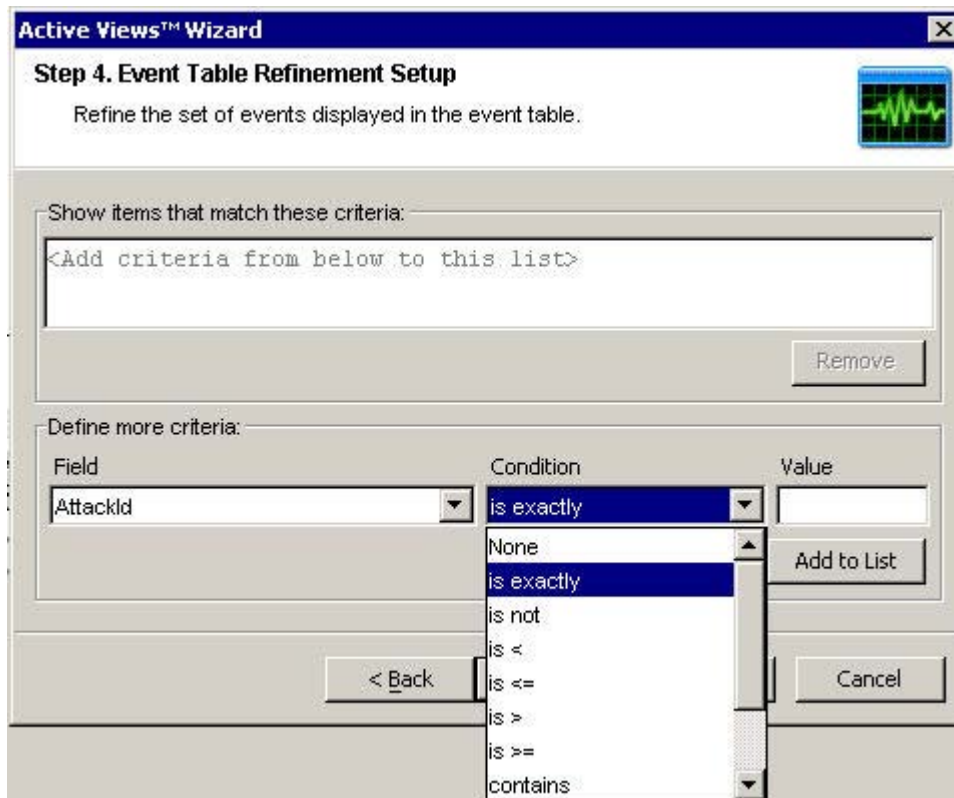 Active Views™ Wizard
Step 4. Event Table Refinement Setup
Refine the set of events displayed in the event table.
Show items that match these criteria:
<Add criteria from below to this list>
Remove
Define more criteria:
Field Condition Value
AttackId is exactly
None
is exactly
is not
is <
is <=
is >
is >=
contains
Add to List
< Back
Cancel